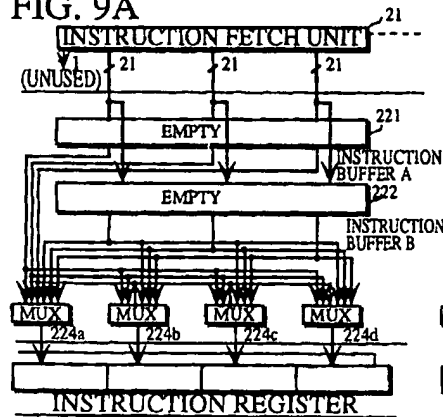 FIG. 9A
21
INSTRUCTION FETCH UNIT
1
21
21
21
(UNUSED)
221
EMPTY
INSTRUCTION
BUFFER A
222
EMPTY
INSTRUCTION
BUFFER B
MUX
MUX
MUX
MUX
224a
224b
224c
224d
INSTRUCTION REGISTER